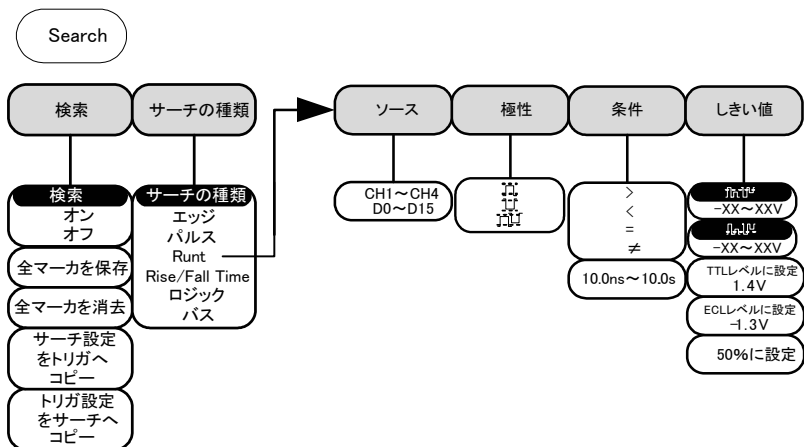 Search
検索
サーチの種類
ソース
極性
条件
しきい値
検索
オン
オフ
全マーカを保存
全マーカを消去
サーチ設定
をトリガへ
コピー
トリガ設定
をサーチへ
コピー
サーチの種類
エッジ
パルス
Runt
Rise/Fall Time
ロジック
バス
CH1～CH4
D0～D15
>
<
=
≠
10.0ns～10.0s
-XX～XXV
-XX～XXV
TTLレベルに設定
1.4V
ECLレベルに設定
-1.3V
50%に設定